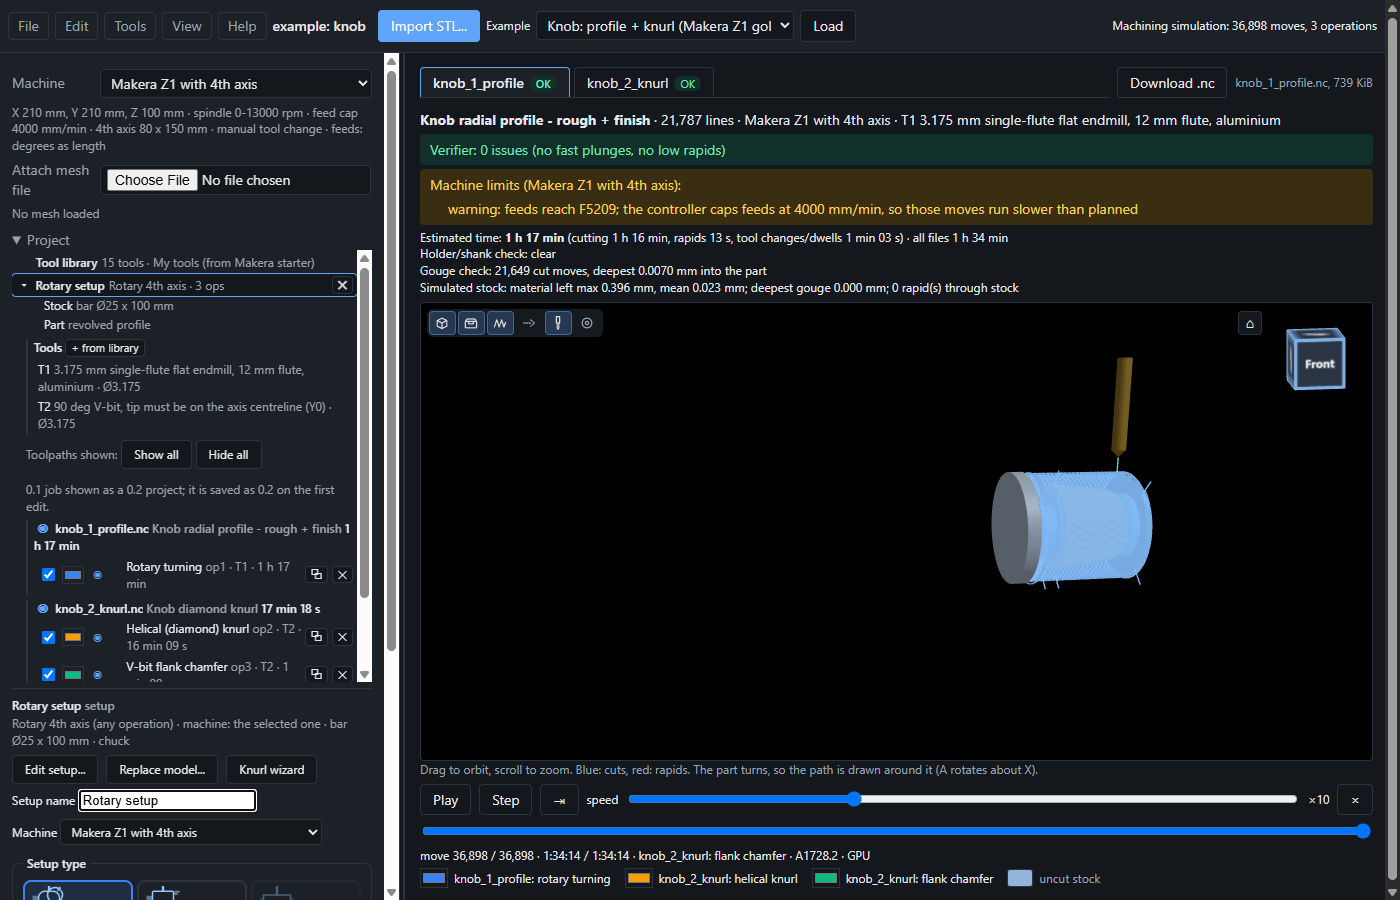 File
Edit
Tools
View
Help
example: knob
Import STL...
Example
Knob: profile + knurl (Makera Z1 gol
Load
Machining simulation: 36,898 moves, 3 operations
Machine
Makera Z1 with 4th axis
X 210 mm, Y 210 mm, Z 100 mm · spindle 0-13000 rpm · feed cap
4000 mm/min · 4th axis 80 x 150 mm · manual tool change · feeds:
degrees as length
Attach mesh
file
Choose File No file chosen
No mesh loaded
Project
Tool library 15 tools · My tools (from Makera starter)
Rotary setup Rotary 4th axis · 3 ops
Stock bar Ø25 x 100 mm
Part revolved profile
Tools + from library
T1 3.175 mm single-flute flat endmill, 12 mm flute,
aluminium · Ø3.175
T2 90 deg V-bit, tip must be on the axis centreline (Y0) ·
Ø3.175
Toolpaths shown: Show all Hide all
0.1 job shown as a 0.2 project; it is saved as 0.2 on the first
edit.
knob_1_profile.nc Knob radial profile - rough + finish 1
h 17 min
Rotary turning op1 · T1 · 1 h 17
min
knob_2_knurl.nc Knob diamond knurl 17 min 18 s
Helical (diamond) knurl op2 · T2 ·
16 min 09 s
V-bit flank chamfer op3 · T2 · 1
Rotary setup setup
Rotary 4th axis (any operation) · machine: the selected one · bar
Ø25 x 100 mm · chuck
Edit setup...
Replace model...
Knurl wizard
Setup name Rotary setup
Machine Makera Z1 with 4th axis
Setup type
knob_1_profile OK
knob_2_knurl OK
Download .nc
knob_1_profile.nc, 739 KiB
Knob radial profile - rough + finish · 21,787 lines · Makera Z1 with 4th axis · T1 3.175 mm single-flute flat endmill, 12 mm flute, aluminium
Verifier: 0 issues (no fast plunges, no low rapids)
Machine limits (Makera Z1 with 4th axis):
warning: feeds reach F5209; the controller caps feeds at 4000 mm/min, so those moves run slower than planned
Estimated time: 1 h 17 min (cutting 1 h 16 min, rapids 13 s, tool changes/dwells 1 min 03 s) · all files 1 h 34 min
Holder/shank check: clear
Gouge check: 21,649 cut moves, deepest 0.0070 mm into the part
Simulated stock: material left max 0.396 mm, mean 0.023 mm; deepest gouge 0.000 mm; 0 rapid(s) through stock
Front
Drag to orbit, scroll to zoom. Blue: cuts, red: rapids. The part turns, so the path is drawn around it (A rotates about X).
Play
Step
speed
×10
move 36,898 / 36,898 · 1:34:14 / 1:34:14 · knob_2_knurl: flank chamfer · A1728.2 · GPU
knob_1_profile: rotary turning
knob_2_knurl: helical knurl
knob_2_knurl: flank chamfer
uncut stock